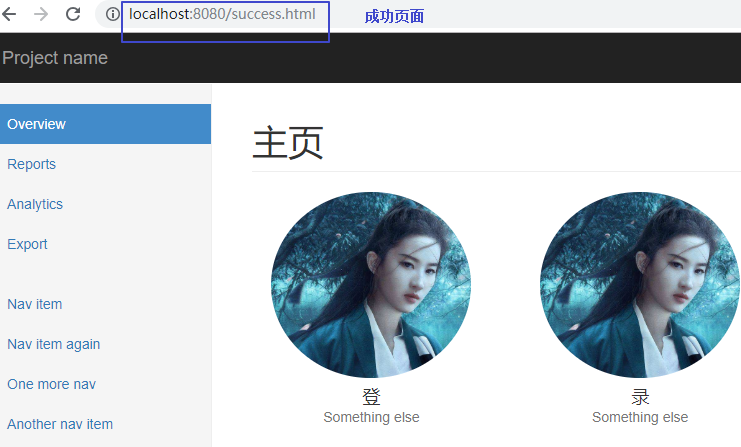 localhost:8080/success.html 成功页面
Project name
Overview
Reports
Analytics
Export
Nav item
Nav item again
One more nav
Another nav item
主页
登
Something else
录
Something else